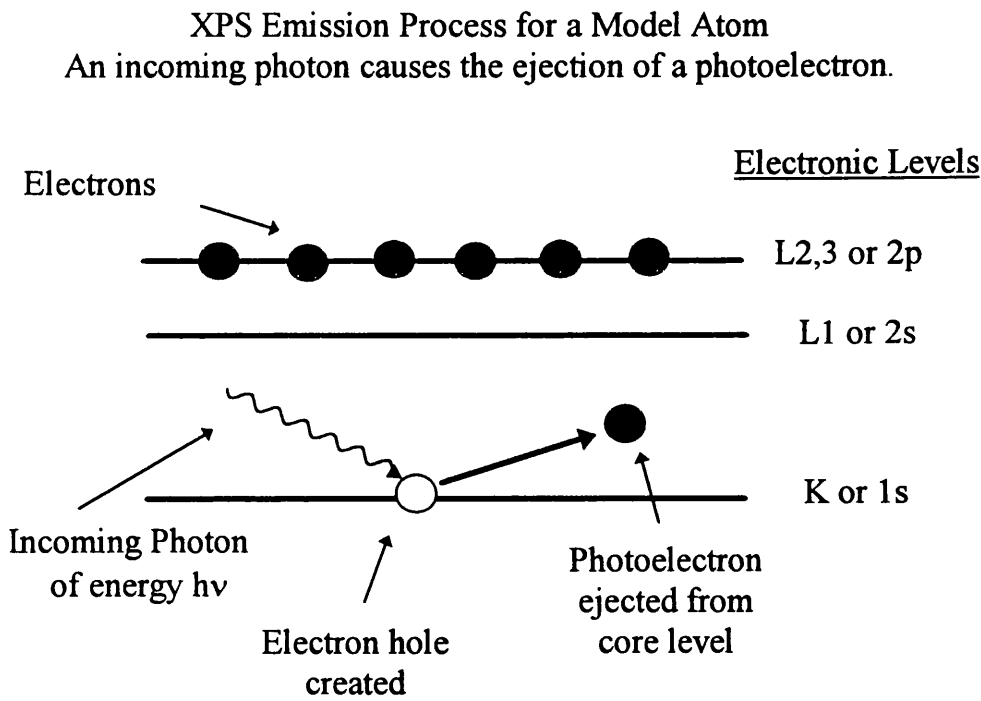 XPS Emission Process for a Model Atom
An incoming photon causes the ejection of a photoelectron.
Electronic Levels
Electrons
L2,3 or 2p
L1 or 2s
K or 1s
Incoming Photon
of energy hν
Photoelectron
ejected from
core level
Electron hole
created